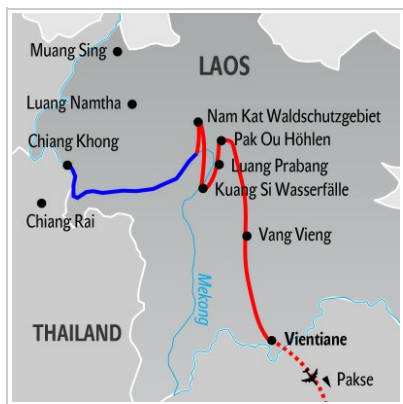 Muang Sing
LAOS
Luang Namtha
Nam Kat Waldschutzgebiet
Chiang Khong
Pak Ou Höhlen
Luang Prabang
Kuang Si Wasserfälle
Chiang Rai
Vang Vieng
Mekong
THAILAND
Vientiane
Pakse